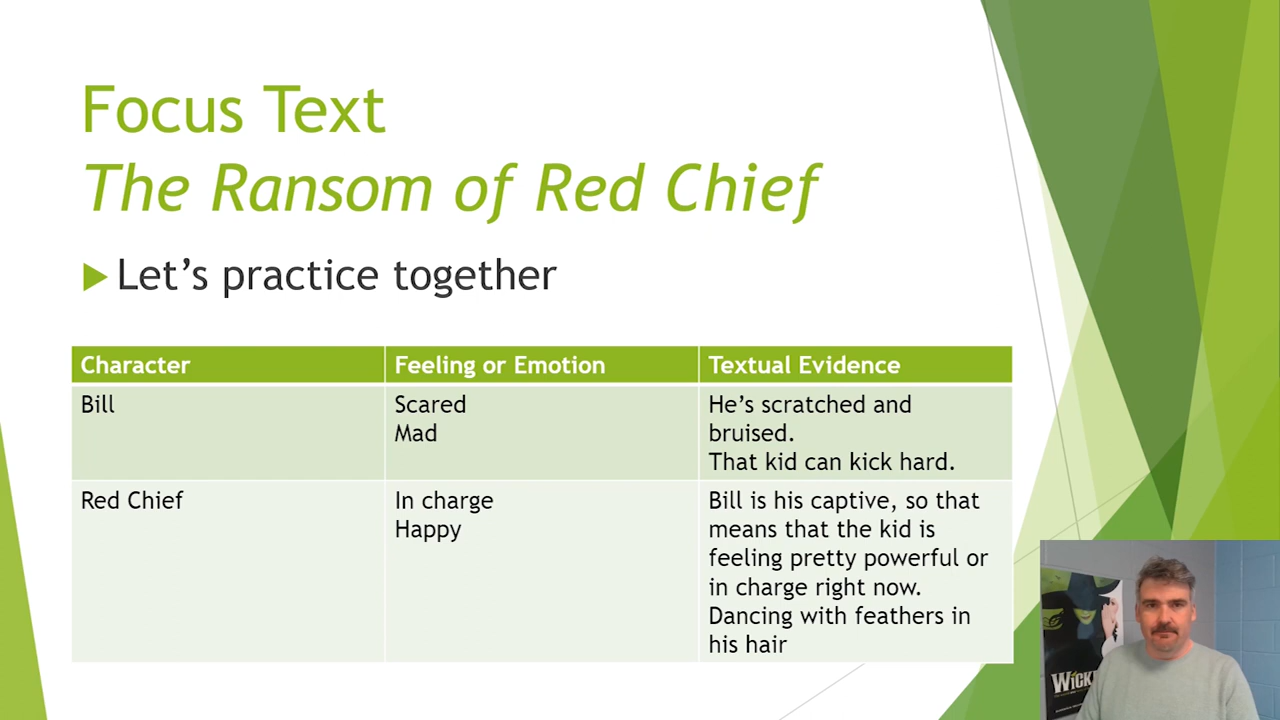 Focus Text
The Ransom of Red Chief
Let's practice together
Character Feeling or Emotion Textual Evidence
Bill
Scared
Mad
He's scratched and
bruised.
That kid can kick hard.
Red Chief
In charge
Happy
Bill is his captive, so that
means that the kid is
feeling pretty powerful or
in charge right now.
Dancing with feathers in
his hair